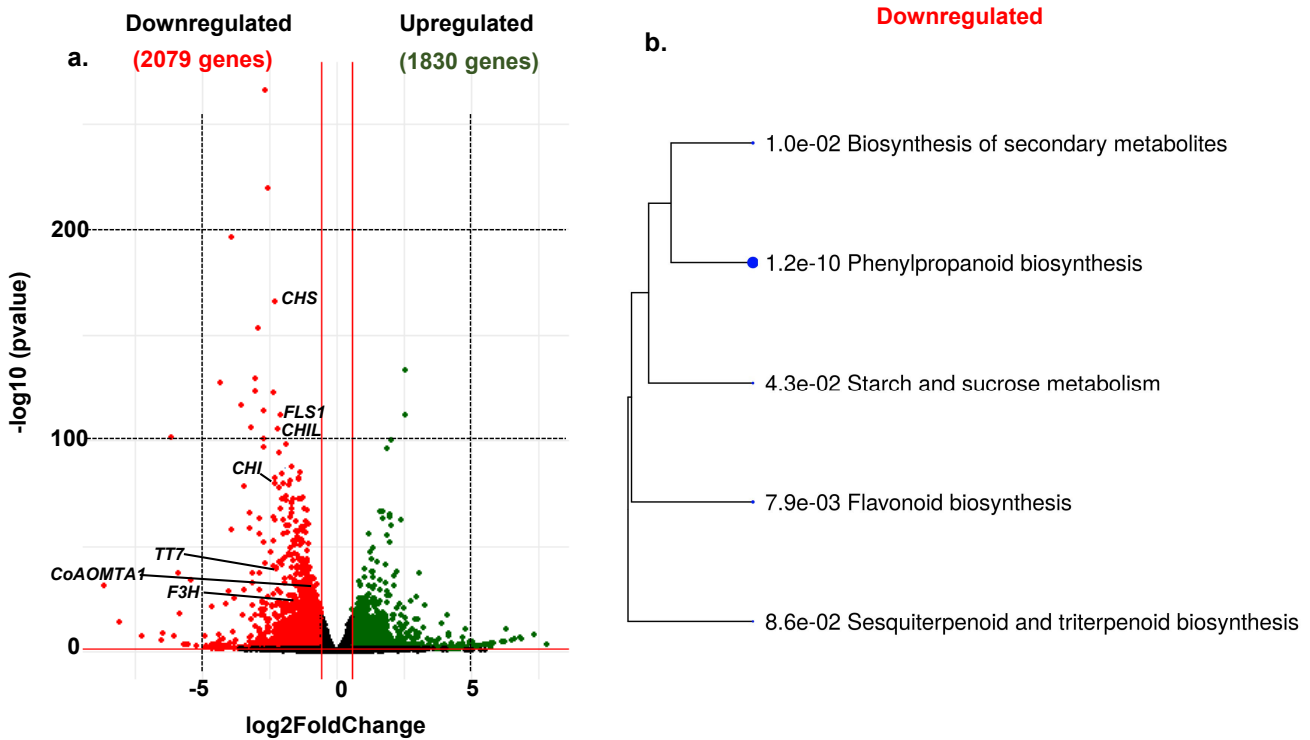 Downregulated
(2079 genes)
Upregulated
(1830 genes)
a.
200
100
0
-log10 (pvalue)
CHS
FLS1
CHIL
CHI
TT7
CoAOMTA1
F3H
-5
0
5
log2FoldChange
Downregulated
b.
1.0e-02 Biosynthesis of secondary metabolites
1.2e-10 Phenylpropanoid biosynthesis
4.3e-02 Starch and sucrose metabolism
7.9e-03 Flavonoid biosynthesis
8.6e-02 Sesquiterpenoid and triterpenoid biosynthesis